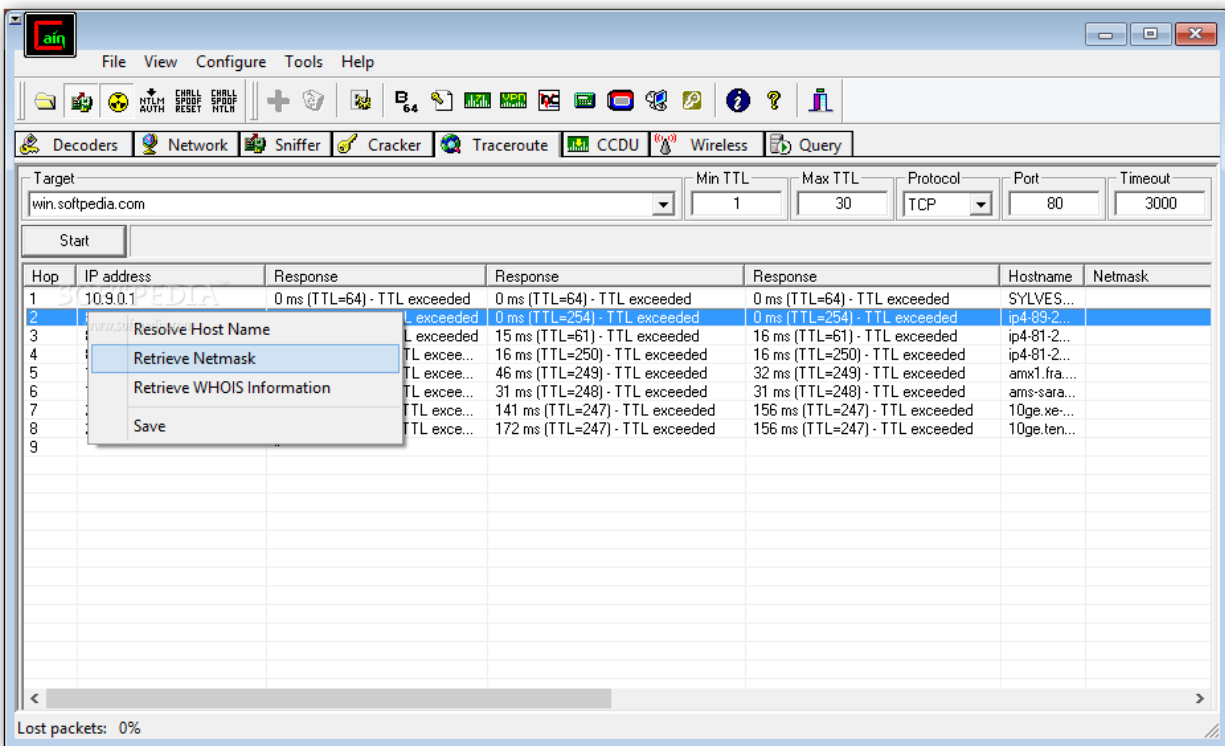 Cain
File View Configure Tools Help
NTLM AUTH CHALL SPOOF RESET CHALL SPOOF NTLM B64
Decoders Network Sniffer Cracker Traceroute CCDU Wireless Query
Target Min TTL Max TTL Protocol Port Timeout
win.softpedia.com 1 30 TCP 80 3000
Start
Hop IP address Response Response Response Hostname Netmask
SOFTPEDIA
1 10.9.0.1 0 ms (TTL=64) - TTL exceeded 0 ms (TTL=64) - TTL exceeded 0 ms (TTL=64) - TTL exceeded SYLVES...
2 L exceeded 0 ms (TTL=254) - TTL exceeded 0 ms (TTL=254) - TTL exceeded ip4-89-2...
Resolve Host Name
3 L exceeded 15 ms (TTL=61) - TTL exceeded 16 ms (TTL=61) - TTL exceeded ip4-81-2...
4 TL excee... 16 ms (TTL=250) - TTL exceeded 16 ms (TTL=250) - TTL exceeded ip4-81-2...
Retrieve Netmask
5 TL excee... 46 ms (TTL=249) - TTL exceeded 32 ms (TTL=249) - TTL exceeded amx1.fra....
6 TL excee... 31 ms (TTL=248) - TTL exceeded 31 ms (TTL=248) - TTL exceeded ams-sara...
Retrieve WHOIS Information
7 TTL exce... 141 ms (TTL=247) - TTL exceeded 156 ms (TTL=247) - TTL exceeded 10ge.xe-...
8 TTL exce... 172 ms (TTL=247) - TTL exceeded 156 ms (TTL=247) - TTL exceeded 10ge.ten...
Save
9
Lost packets: 0%